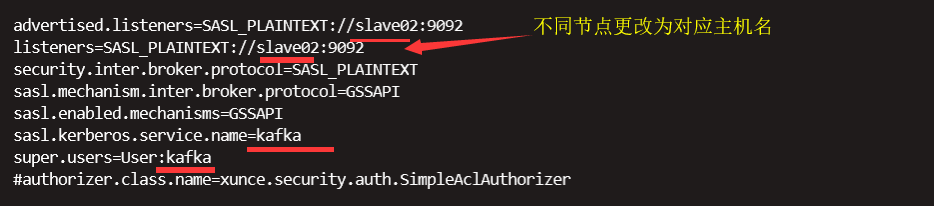 advertised.listeners=SASL_PLAINTEXT://slave02:9092
不同节点更改为对应主机名
listeners=SASL_PLAINTEXT://slave02:9092
security.inter.broker.protocol=SASL_PLAINTEXT
sasl.mechanism.inter.broker.protocol=GSSAPI
sasl.enabled.mechanisms=GSSAPI
sasl.kerberos.service.name=kafka
super.users=User:kafka
#authorizer.class.name=xunce.security.auth.SimpleAclAuthorizer